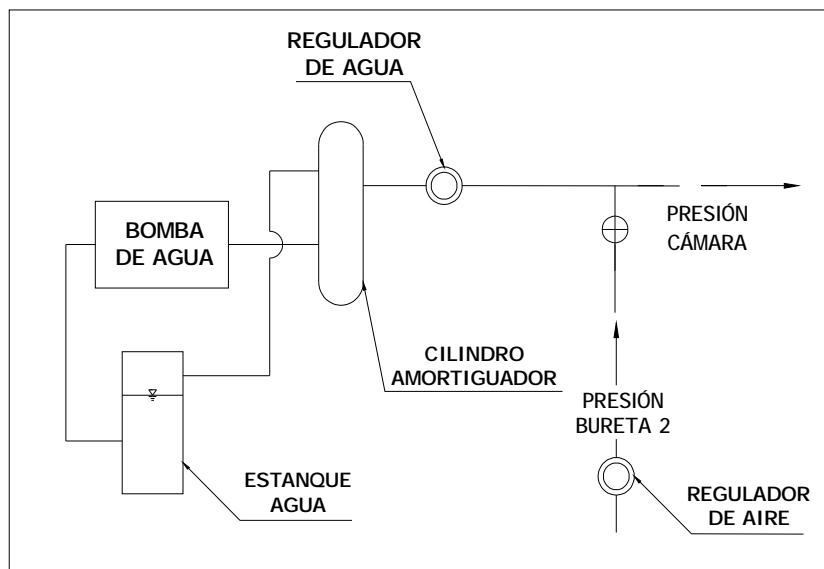 REGULADOR
DE AGUA
BOMBA
DE AGUA
PRESIÓN
CÁMARA
CILINDRO
AMORTIGUADOR
PRESIÓN
BURETA 2
ESTANQUE
AGUA
REGULADOR
DE AIRE